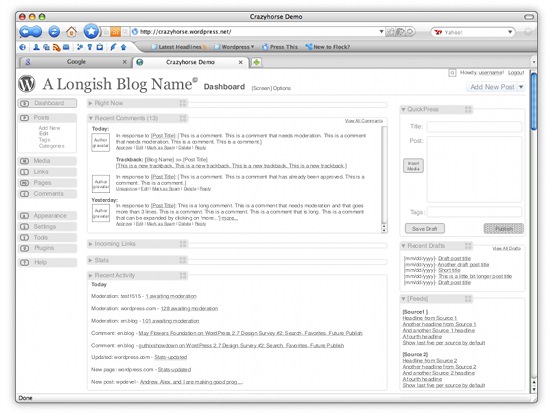 Crazyhorse Demo
http://crazyhorse.wordpress.net/
Yahoo!
Latest Headlines
WordPress
Press This
New to Flock?
Google
Crazyhorse Demo
Howdy, username!
Logout
A Longish Blog Name
Dashboard
[Screen] Options
Add New Post
Dashboard
Posts
Add New
Edit
Tags
Categories
Media
Links
Pages
Comments
Appearance
Settings
Tools
Plugins
Help
Right Now
Recent Comments (13)
View All Comments
Today:
Author gravatar
In response to [Post Title]: [This is a comment. This is a comment that needs moderation. This is a comment that needs moderation. This is a comment.]
Approve | Edit | Mark as Spam | Delete | Reply
Trackback: [Blog Name] >> [Post Title]
[This is a new trackback. This is a new trackback. This is a new trackback.]
Author gravatar
In response to [Post Title]: [This is a comment that has already been approved. This is a comment. This is a comment.]
Unapprove | Edit | Mark as Spam | Delete | Reply
Yesterday:
Author gravatar
In response to [Post Title]: [This is a long comment. This is a comment that needs moderation and that goes more than 3 lines. This is a comment. This is a comment that is long. This is a comment that can be expanded by clicking on 'more...'] more...
Approve | Edit | Mark as Spam | Delete | Reply
Incoming Links
Stats
Recent Activity
Today
Moderation: test1515 - 1 awaiting moderation
Moderation: wordpress.com - 128 awaiting moderation
Moderation: en.blog - 101 awaiting moderation
Comment: en.blog - May Flowers Foundation on WordPress 2.7 Design Survey #2: Search, Favorites, Future Publish
Comment: en.blog - on WordPress 2.7 Design Survey #2: Search, Favorites, Future Publish
Updated: wordpress.com - Stats-updated
New page: wordpress.com - Stats-updated
New post: wpdevel - Andrew, Alex, and I are making good prog ...
QuickPress
Title:
Post:
Insert Media
Tags:
Save Draft
Publish
Recent Drafts
View All Drafts
[mm/dd/yyyy]- Draft post title
[mm/dd/yyyy]- Another draft post title
[mm/dd/yyyy]- Short title
[mm/dd/yyyy]- This is a little bit longer post title
[mm/dd/yyyy]- Draft post title
[Feeds]
[Source1 ]
Headline from Source 1
Another headline from Source 1
And another Source 1 headline
A fourth headline
Show last five per source by default
[Source 2]
Headline from Source 2
Another headline from Source 2
And another Source 2 headline
A fourth headline
Show last five per source by default
Done